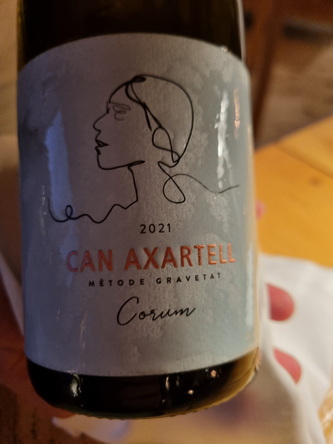 2021
CAN AXARTELL
MÈTODE GRAVETAT
Corum